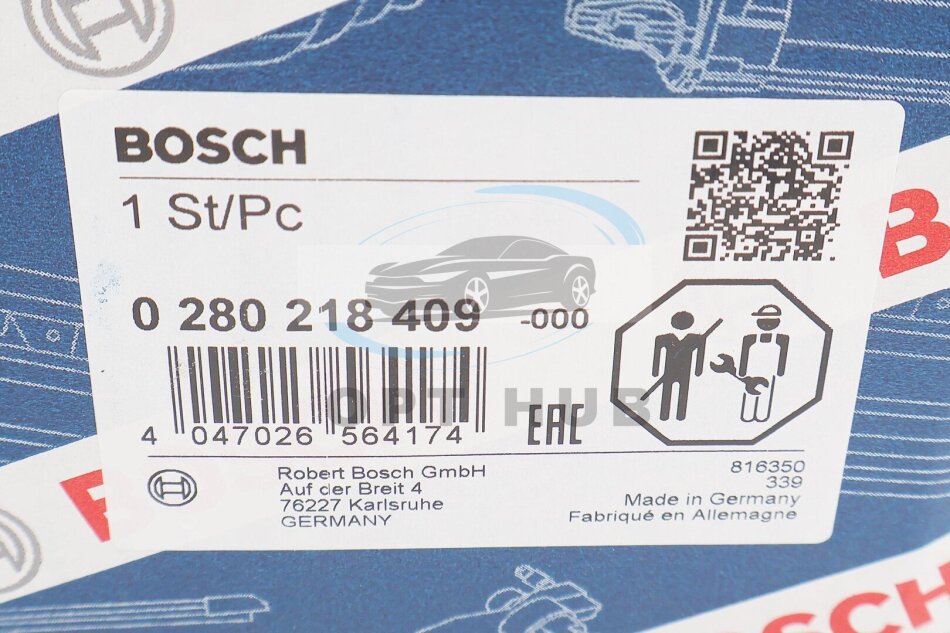 BOSCH
1 St/Pc
0 280 218 409 -000
OPT HUB
4 047026 564174
EAC
Robert Bosch GmbH
Auf der Breit 4
76227 Karlsruhe
GERMANY
816350
339
Made in Germany
Fabriqué en Allemagne
B
BOSCH